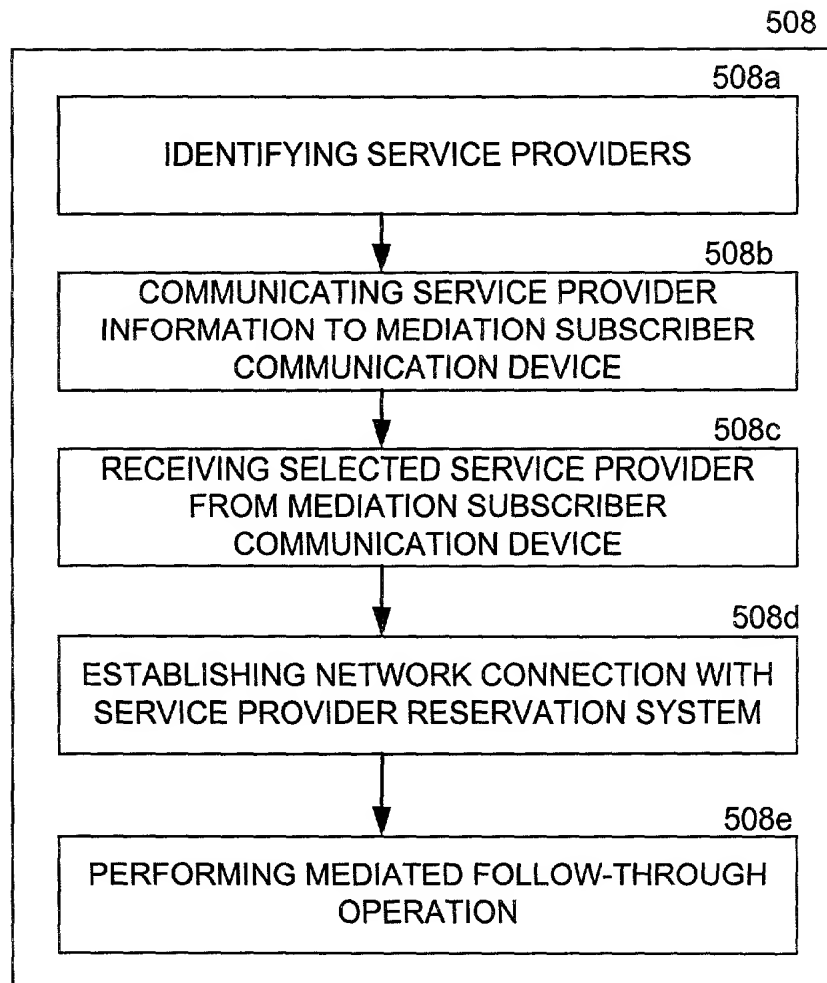 508
508a
IDENTIFYING SERVICE PROVIDERS
508b
COMMUNICATING SERVICE PROVIDER
INFORMATION TO MEDIATION SUBSCRIBER
COMMUNICATION DEVICE
508c
RECEIVING SELECTED SERVICE PROVIDER
FROM MEDIATION SUBSCRIBER
COMMUNICATION DEVICE
508d
ESTABLISHING NETWORK CONNECTION WITH
SERVICE PROVIDER RESERVATION SYSTEM
508e
PERFORMING MEDIATED FOLLOW-THROUGH
OPERATION